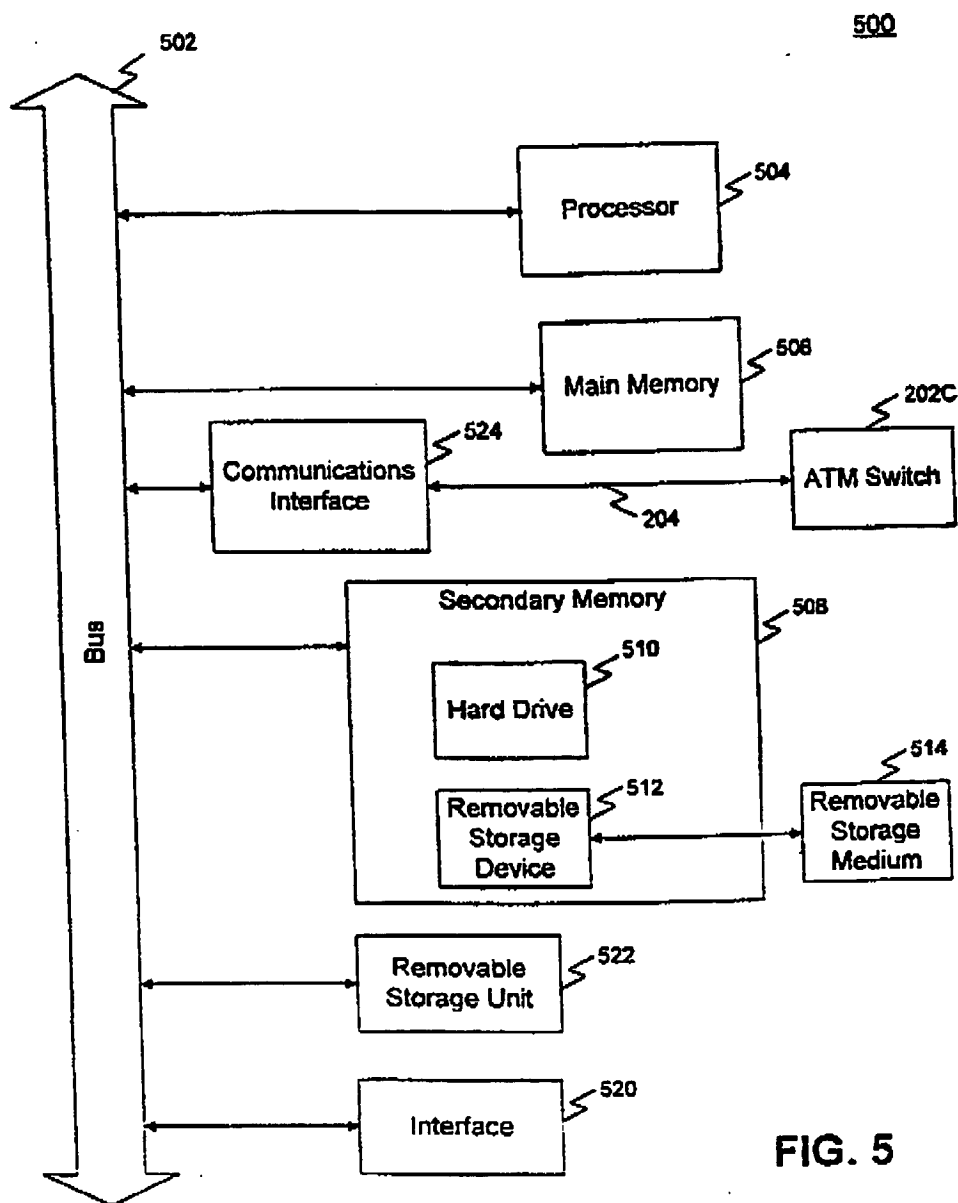 500
502
504
Processor
506
Main Memory
202C
524
Communications
Interface
ATM Switch
204
Secondary Memory
508
Bus
510
Hard Drive
514
512
Removable
Storage
Device
Removable
Storage
Medium
522
Removable
Storage Unit
520
Interface
FIG. 5